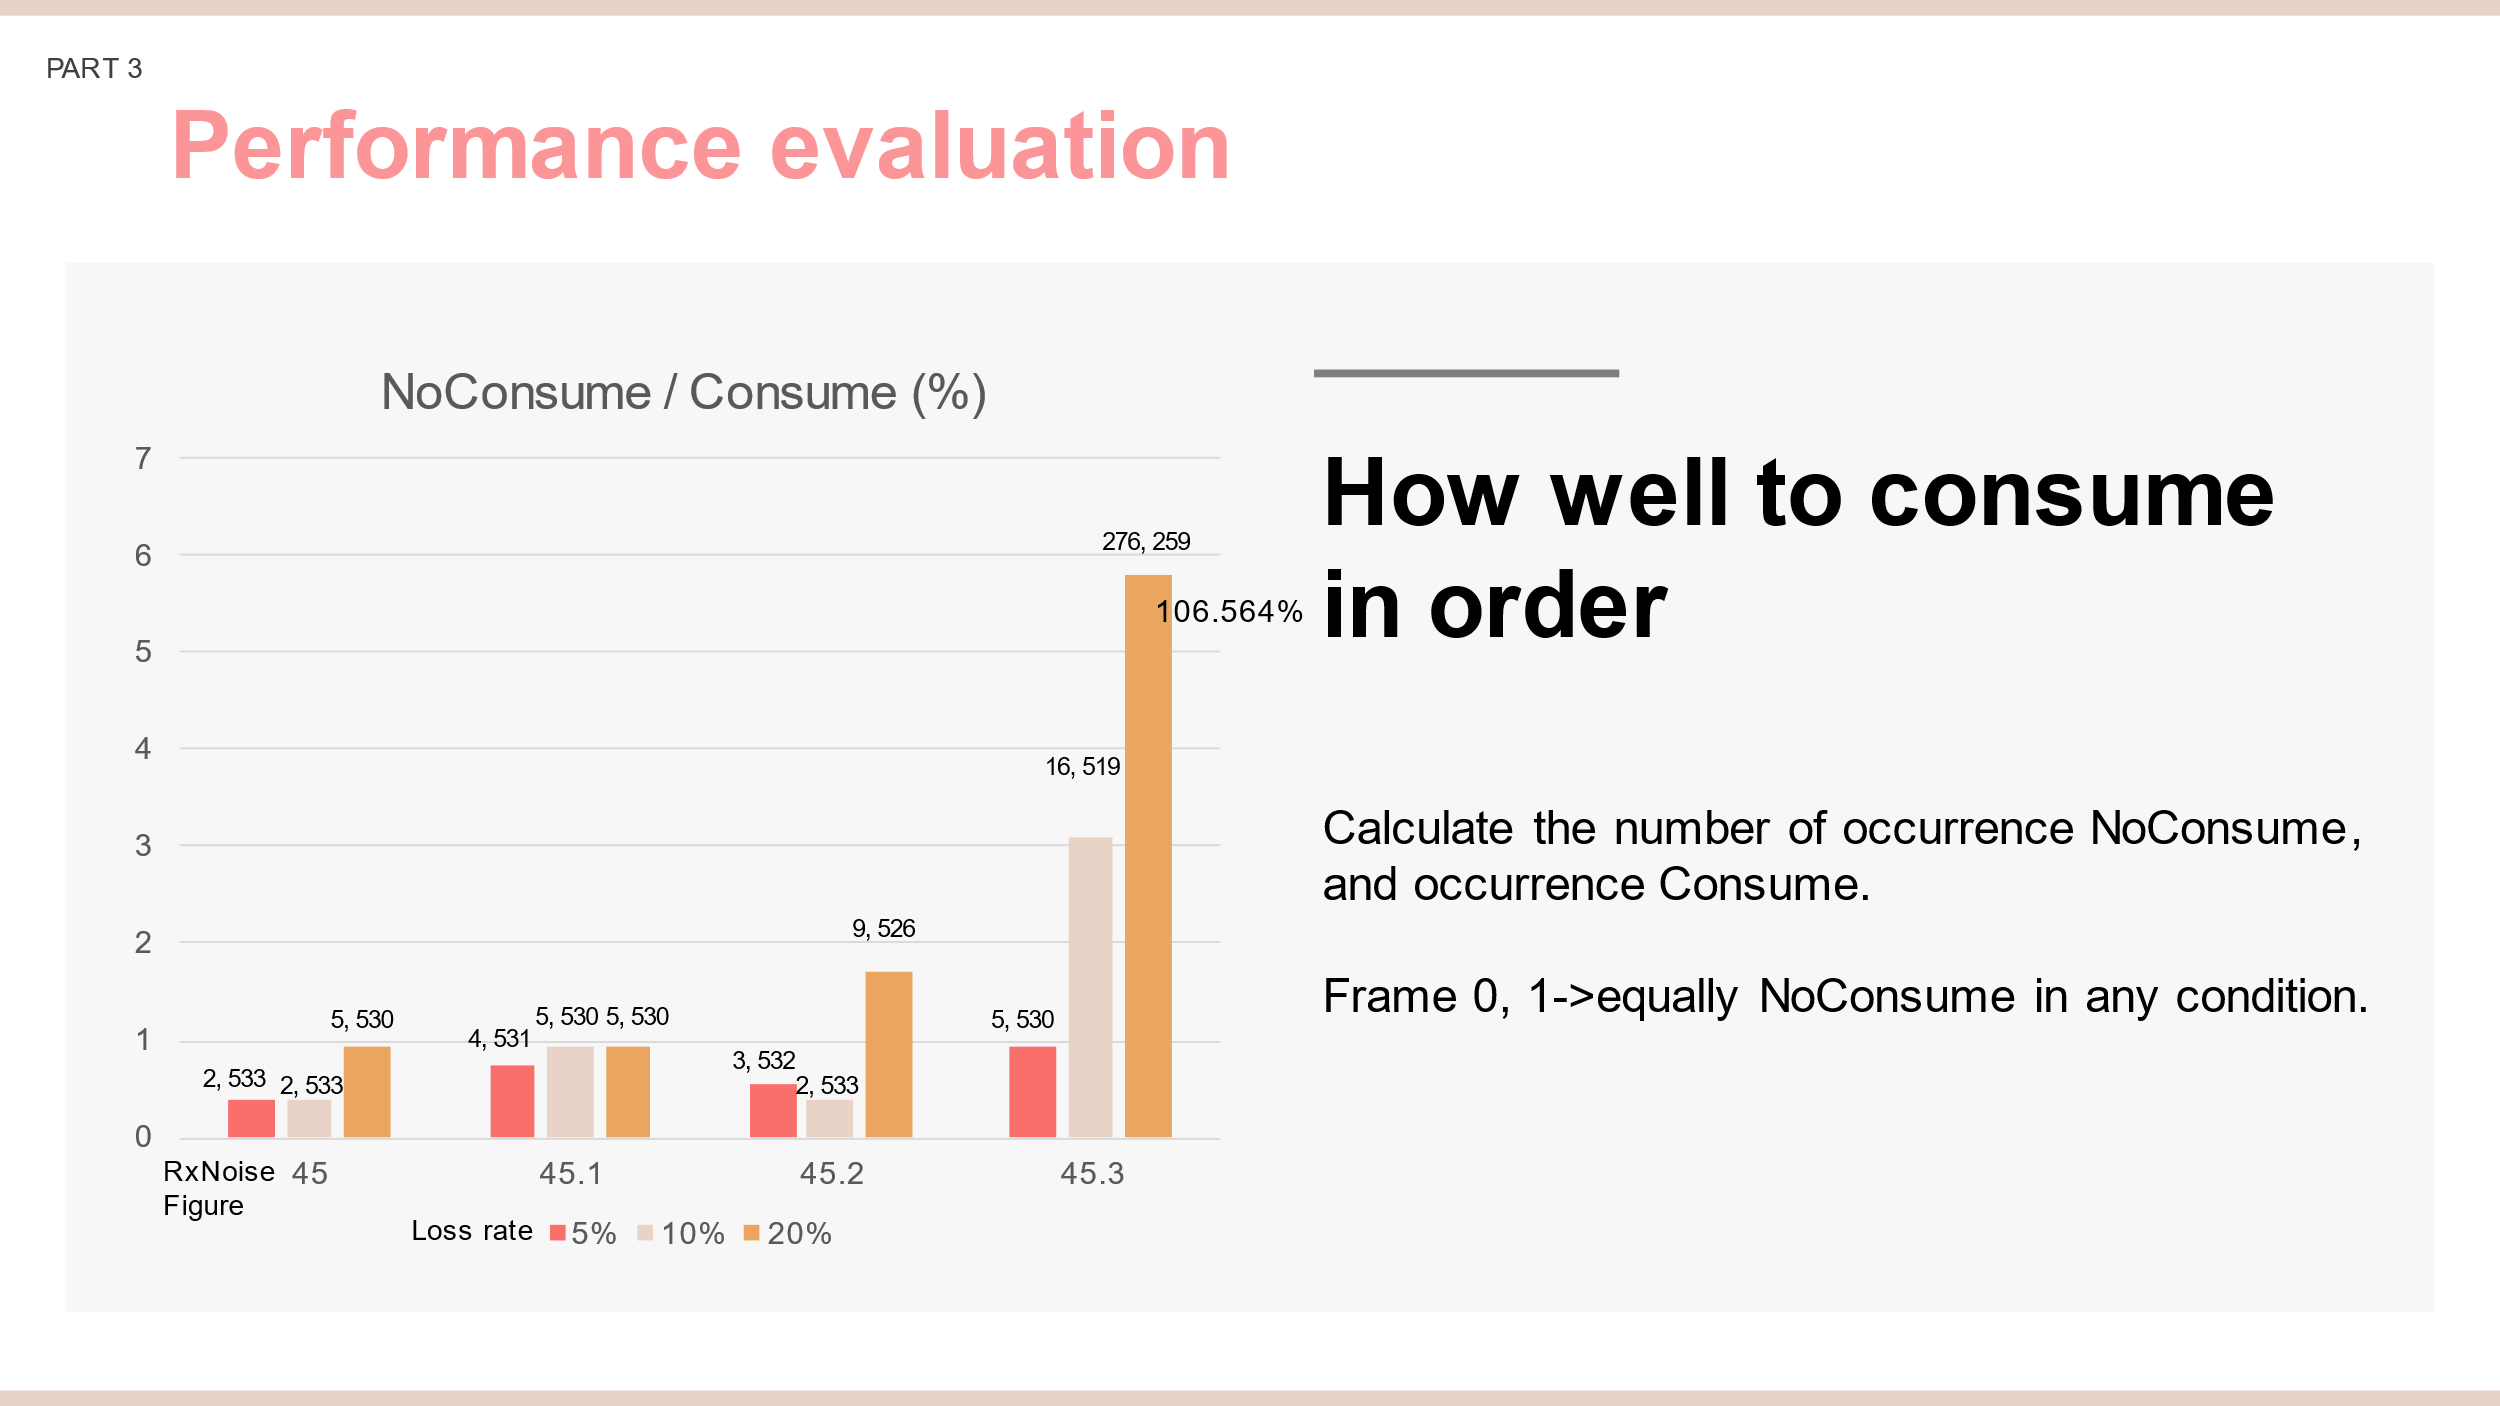 PART 3
Performance evaluation
NoConsume / Consume (%)
7
6
5
4
3
2
1
0
276, 259
106.564%
16, 519
9, 526
5, 530
5, 530
5, 530
5, 530
4, 531
3, 532
2, 533
2, 533
2, 533
RxNoise
Figure
45
45.1
45.2
45.3
Loss rate
5%
10%
20%
How well to consume
in order
Calculate the number of occurrence NoConsume,
and occurrence Consume.
Frame 0, 1->equally NoConsume in any condition.